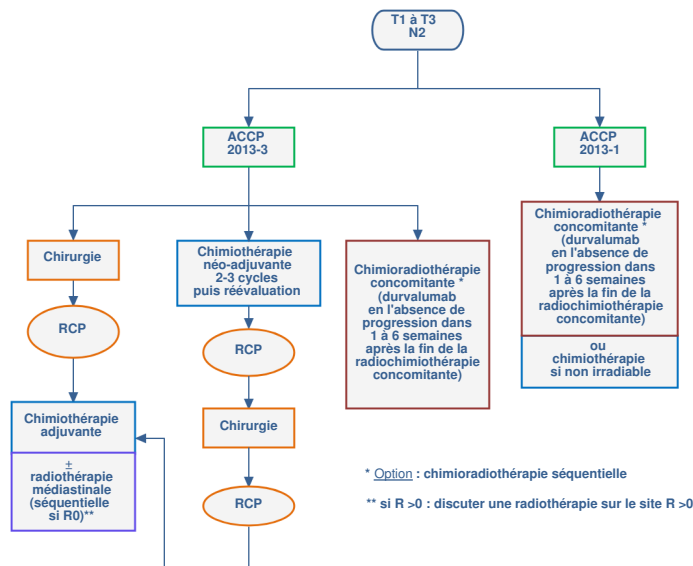 T1 à T3
N2
ACCP
2013-3
ACCP
2013-1
Chirurgie
Chimiothérapie
néo-adjuvante
2-3 cycles
puis réévaluation
Chimioradiothérapie
concomitante *
(durvalumab
en l'absence de
progression dans
1 à 6 semaines
après la fin de la
radiochimiothérapie
concomitante)
Chimioradiothérapie
concomitante *
(durvalumab
en l'absence de
progression dans
1 à 6 semaines
après la fin de la
radiochimiothérapie
concomitante)
ou
chimiothérapie
si non irradiable
RCP
RCP
Chimiothérapie
adjuvante
± 
radiothérapie
médiastinale
(séquentielle
si R0)**
Chirurgie
RCP
* Option : chimioradiothérapie séquentielle
** si R >0 : discuter une radiothérapie sur le site R >0